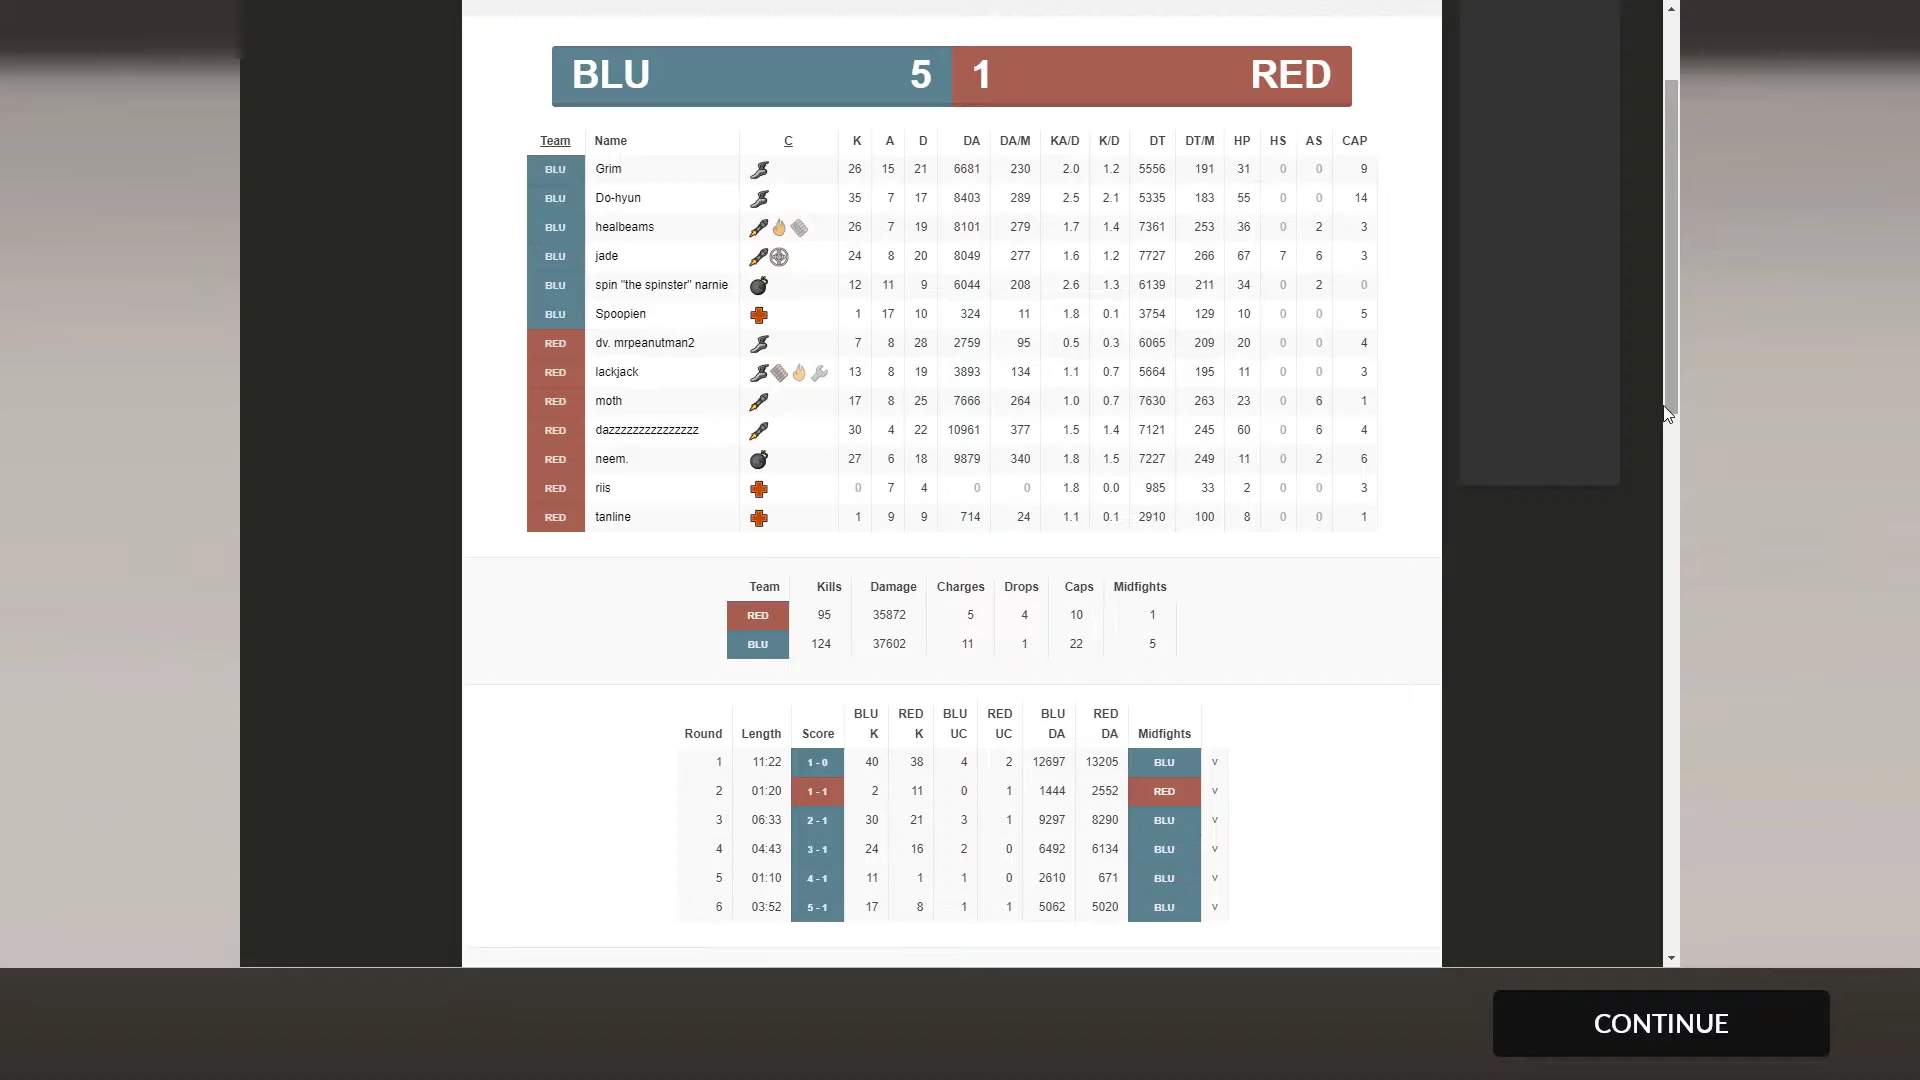 BLU 5 1 RED
Team Name C K A D DA DA/M KA/D K/D DT DT/M HP HS AS CAP
BLU Grim 26 15 21 6681 230 2.0 1.2 5556 191 31 0 0 9
BLU Do-hyun 35 7 17 8403 289 2.5 2.1 5335 183 55 0 0 14
BLU healbeams 26 7 19 8101 279 1.7 1.4 7361 253 36 0 2 3
BLU jade 24 8 20 8049 277 1.6 1.2 7727 266 67 7 6 3
BLU spin "the spinster" narnie 12 11 9 6044 208 2.6 1.3 6139 211 34 0 2 0
BLU Spoopien 1 17 10 324 11 1.8 0.1 3754 129 10 0 0 5
RED dv. mrpeanutman2 7 8 28 2759 95 0.5 0.3 6065 209 20 0 0 4
RED lackjack 13 8 19 3893 134 1.1 0.7 5664 195 11 0 0 3
RED moth 17 8 25 7666 264 1.0 0.7 7630 263 23 0 6 1
RED dazzzzzzzzzzzzzzz 30 4 22 10961 377 1.5 1.4 7121 245 60 0 6 4
RED neem. 27 6 18 9879 340 1.8 1.5 7227 249 11 0 2 6
RED riis 0 7 4 0 0 1.8 0.0 985 33 2 0 0 3
RED tanline 1 9 9 714 24 1.1 0.1 2910 100 8 0 0 1
Team Kills Damage Charges Drops Caps Midfights
RED 95 35872 5 4 10 1
BLU 124 37602 11 1 22 5
BLU RED BLU RED BLU RED
Round Length Score K K UC UC DA DA Midfights
1 11:22 1 - 0 40 38 4 2 12697 13205 BLU v
2 01:20 1 - 1 2 11 0 1 1444 2552 RED v
3 06:33 2 - 1 30 21 3 1 9297 8290 BLU v
4 04:43 3 - 1 24 16 2 0 6492 6134 BLU v
5 01:10 4 - 1 11 1 1 0 2610 671 BLU v
6 03:52 5 - 1 17 8 1 1 5062 5020 BLU v
CONTINUE